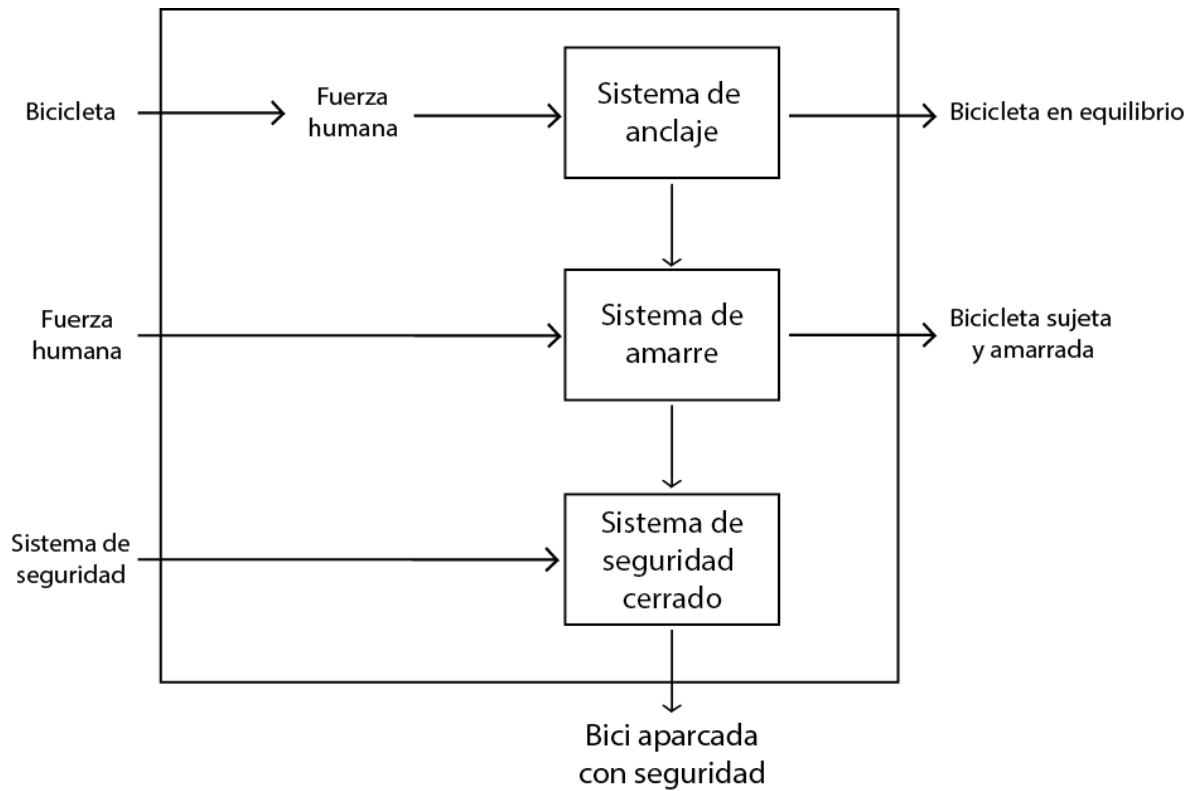 Bicicleta
Fuerza
humana
Sistema de
anclaje
Bicicleta en equilibrio
Fuerza
humana
Sistema de
amarre
Bicicleta sujeta
y amarrada
Sistema de
seguridad
Sistema de
seguridad
cerrado
Bici aparcada
con seguridad